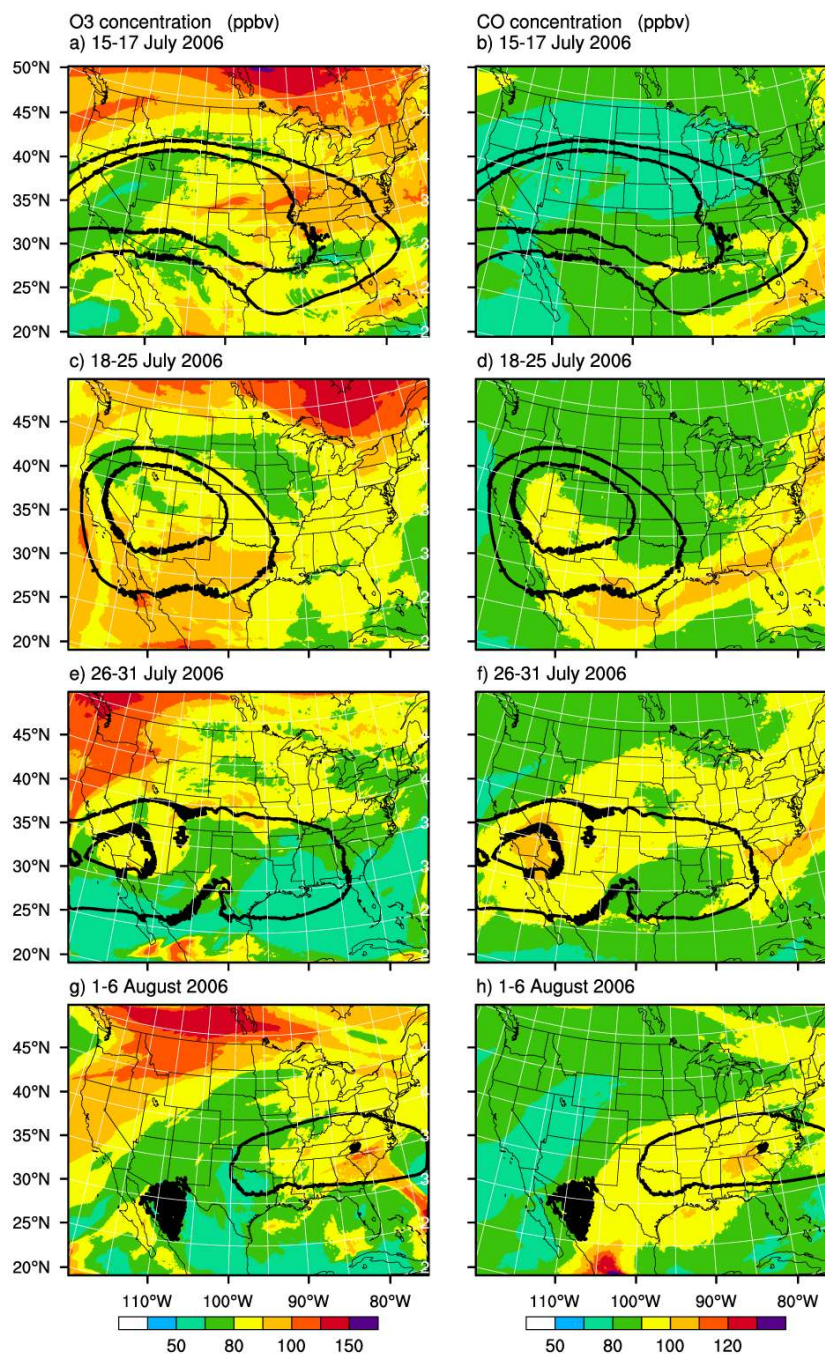 O3 concentration (ppbv)
a) 15-17 July 2006
CO concentration (ppbv)
b) 15-17 July 2006
50°N
45°N
40°N
35°N
30°N
25°N
20°N
c) 18-25 July 2006
d) 18-25 July 2006
45°N
40°N
35°N
30°N
25°N
20°N
e) 26-31 July 2006
f) 26-31 July 2006
45°N
40°N
35°N
30°N
25°N
20°N
g) 1-6 August 2006
h) 1-6 August 2006
45°N
40°N
35°N
30°N
25°N
20°N
110°W 100°W 90°W 80°W
110°W 100°W 90°W 80°W
50 80 100 150
50 80 100 120